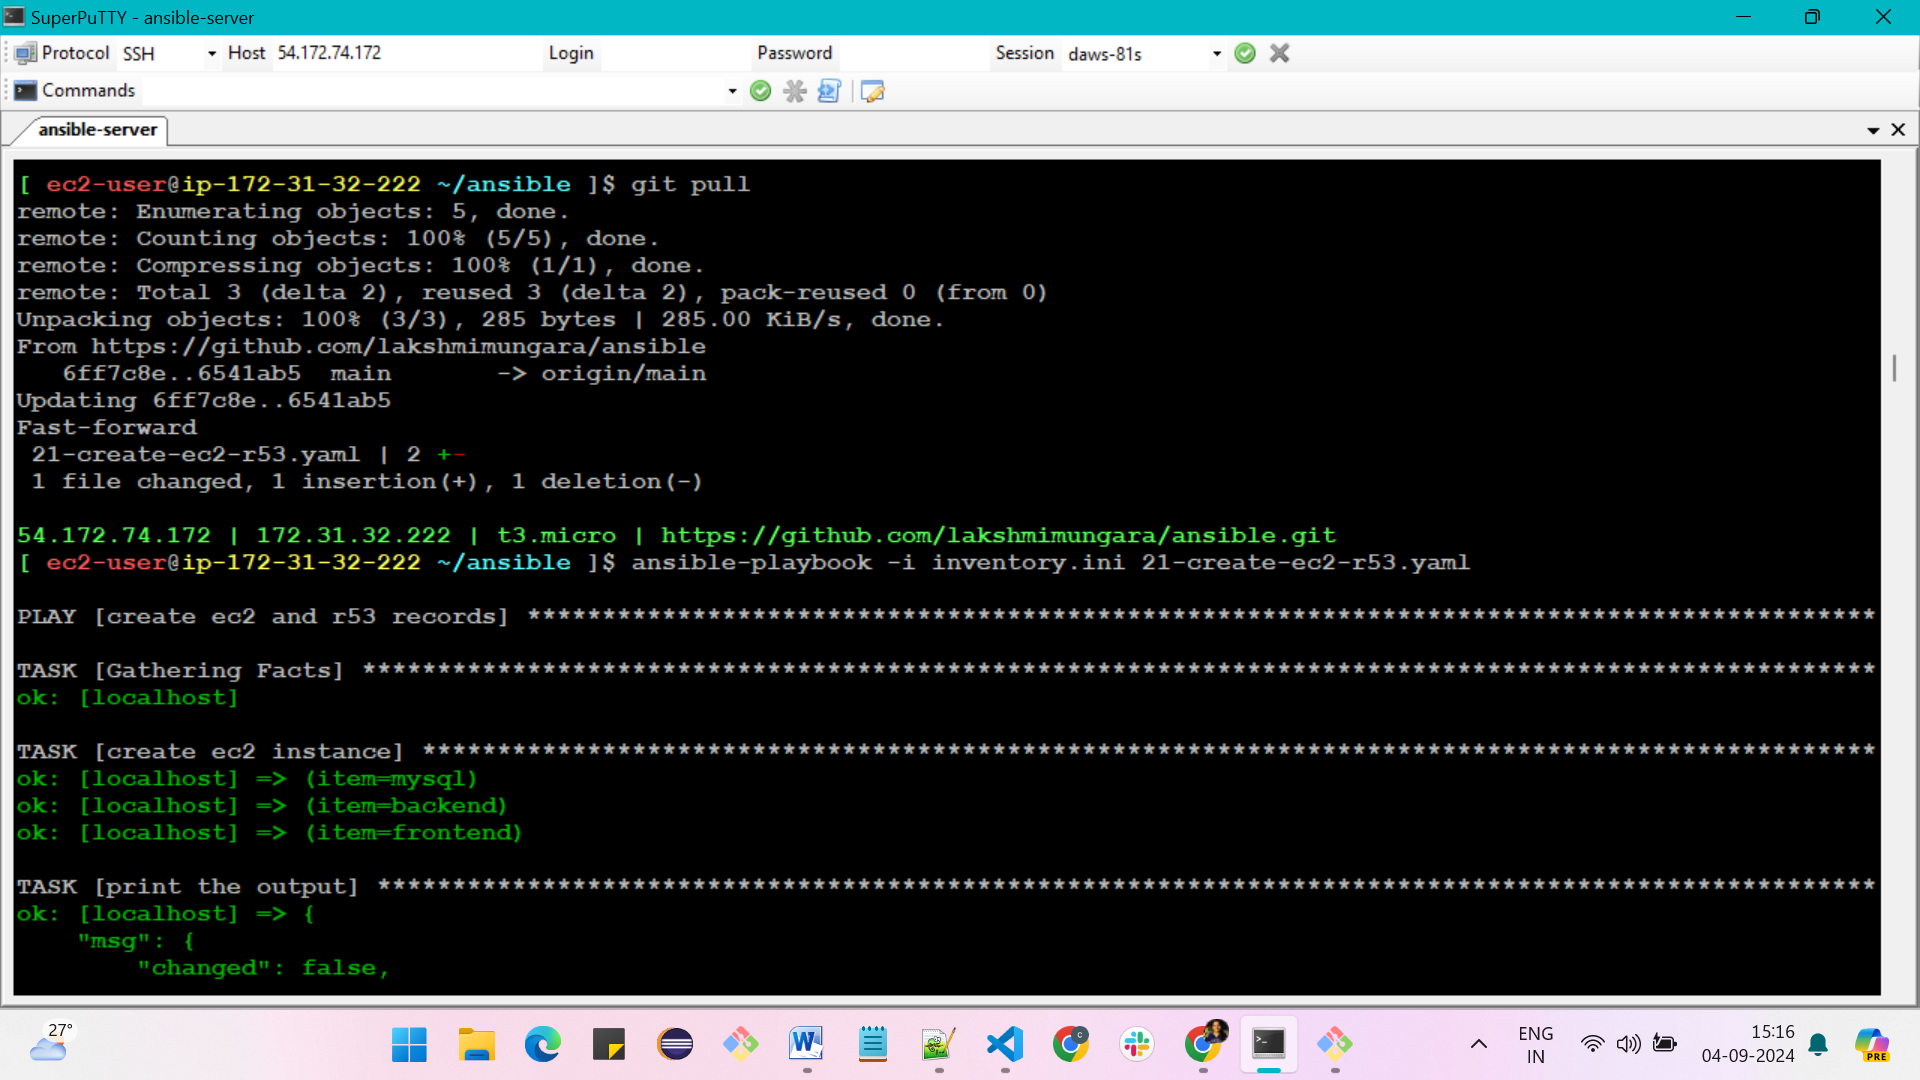 SuperPuTTY - ansible-server
Protocol SSH Host 54.172.74.172 Login Password Session daws-81s
Commands
ansible-server
[ ec2-user@ip-172-31-32-222 ~/ansible ]$ git pull
remote: Enumerating objects: 5, done.
remote: Counting objects: 100% (5/5), done.
remote: Compressing objects: 100% (1/1), done.
remote: Total 3 (delta 2), reused 3 (delta 2), pack-reused 0 (from 0)
Unpacking objects: 100% (3/3), 285 bytes | 285.00 KiB/s, done.
From https://github.com/lakshmimungara/ansible
   6ff7c8e..6541ab5  main       -> origin/main
Updating 6ff7c8e..6541ab5
Fast-forward
 21-create-ec2-r53.yaml | 2 +-
 1 file changed, 1 insertion(+), 1 deletion(-)
54.172.74.172 | 172.31.32.222 | t3.micro | https://github.com/lakshmimungara/ansible.git
[ ec2-user@ip-172-31-32-222 ~/ansible ]$ ansible-playbook -i inventory.ini 21-create-ec2-r53.yaml
PLAY [create ec2 and r53 records] ******************************************************************************************
TASK [Gathering Facts] *****************************************************************************************************
ok: [localhost]
TASK [create ec2 instance] *************************************************************************************************
ok: [localhost] => (item=mysql)
ok: [localhost] => (item=backend)
ok: [localhost] => (item=frontend)
TASK [print the output] ****************************************************************************************************
ok: [localhost] => {
    "msg": {
        "changed": false,
27°
ENG
IN
15:16
04-09-2024
PRE